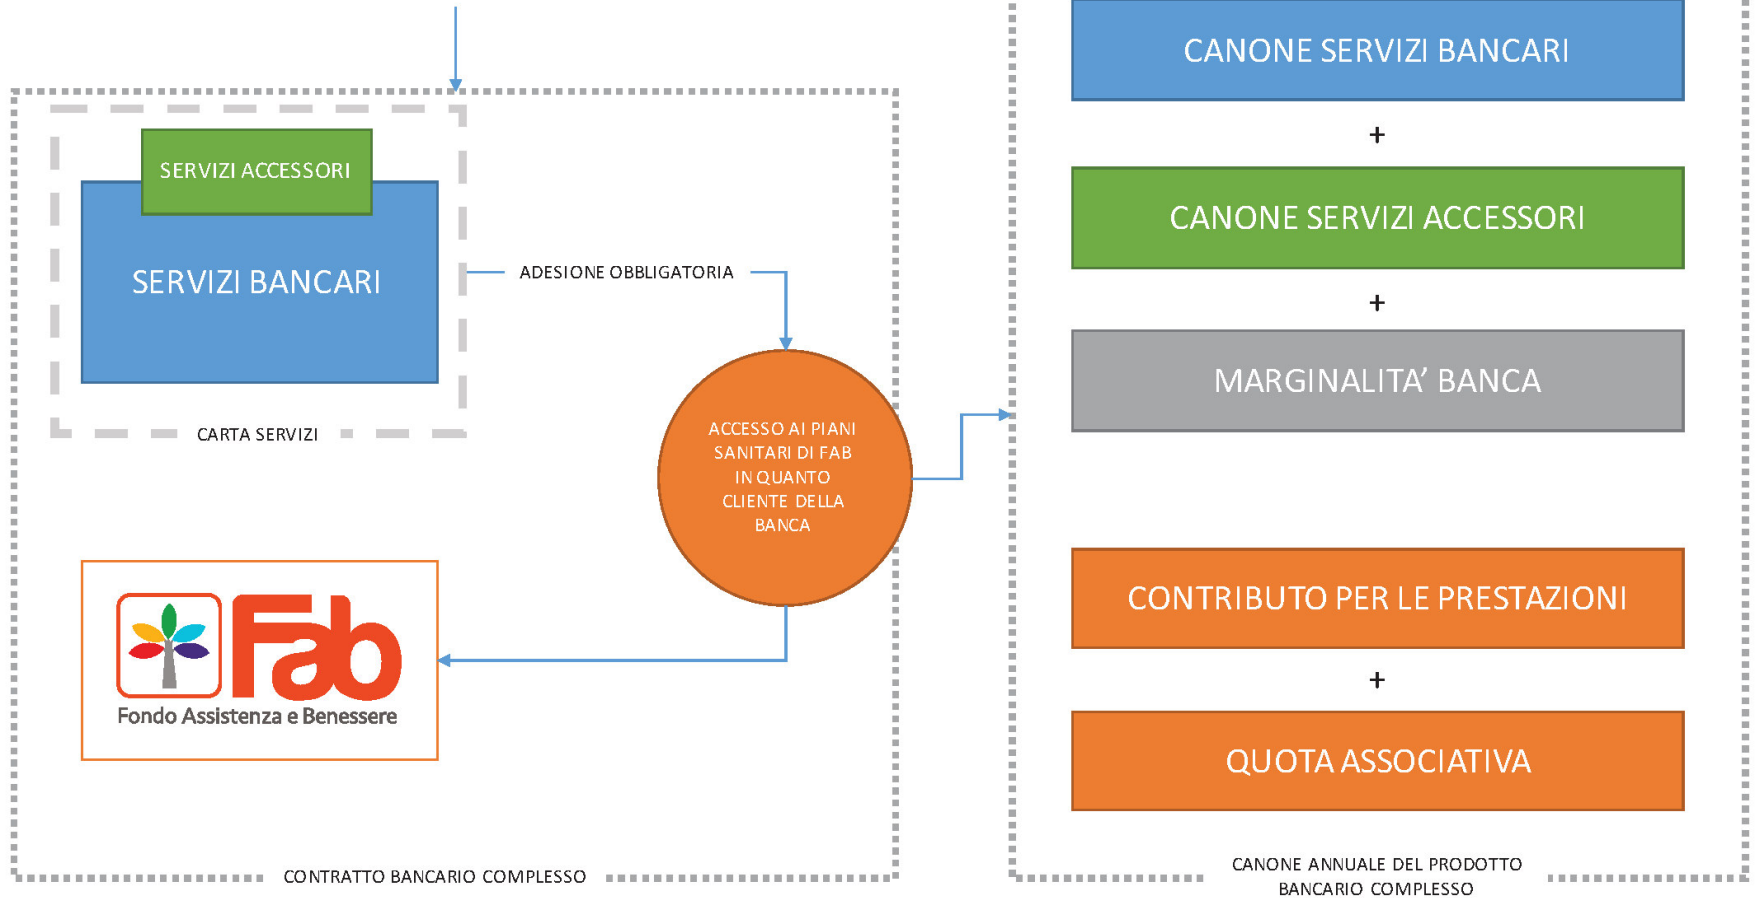 SERVIZI ACCESSORI
SERVIZI BANCARI
CARTA SERVIZI
ADESIONE OBBLIGATORIA
ACCESSO AI PIANI
SANITARI DI FAB
IN QUANTO
CLIENTE DELLA
BANCA
Fab
Fondo Assistenza e Benessere
CONTRATTO BANCARIO COMPLESSO
CANONE SERVIZI BANCARI
+
CANONE SERVIZI ACCESSORI
+
MARGINALITA’ BANCA
CONTRIBUTO PER LE PRESTAZIONI
+
QUOTA ASSOCIATIVA
CANONE ANNUALE DEL PRODOTTO
BANCARIO COMPLESSO